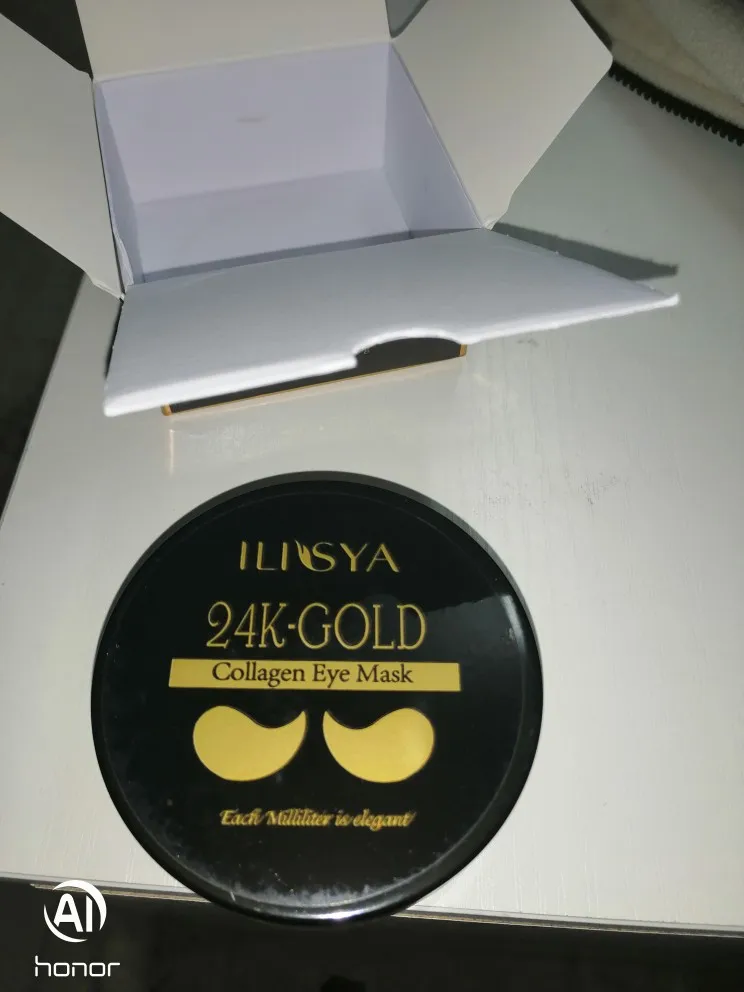 ILISYA
24K-GOLD
Collagen Eye Mask
Each Milliliter is elegant
AI
honor